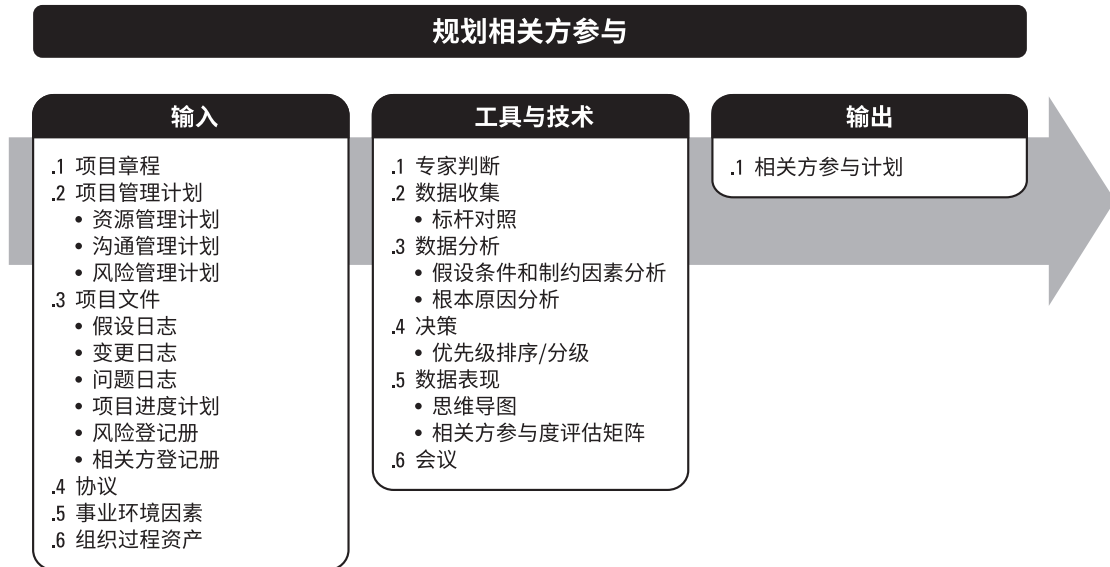 规划相关方参与
输入
.1 项目章程
.2 项目管理计划
• 资源管理计划
• 沟通管理计划
• 风险管理计划
.3 项目文件
• 假设日志
• 变更日志
• 问题日志
• 项目进度计划
• 风险登记册
• 相关方登记册
.4 协议
.5 事业环境因素
.6 组织过程资产
工具与技术
.1 专家判断
.2 数据收集
• 标杆对照
.3 数据分析
• 假设条件和制约因素分析
• 根本原因分析
.4 决策
• 优先级排序/分级
.5 数据表现
• 思维导图
• 相关方参与度评估矩阵
.6 会议
输出
.1 相关方参与计划